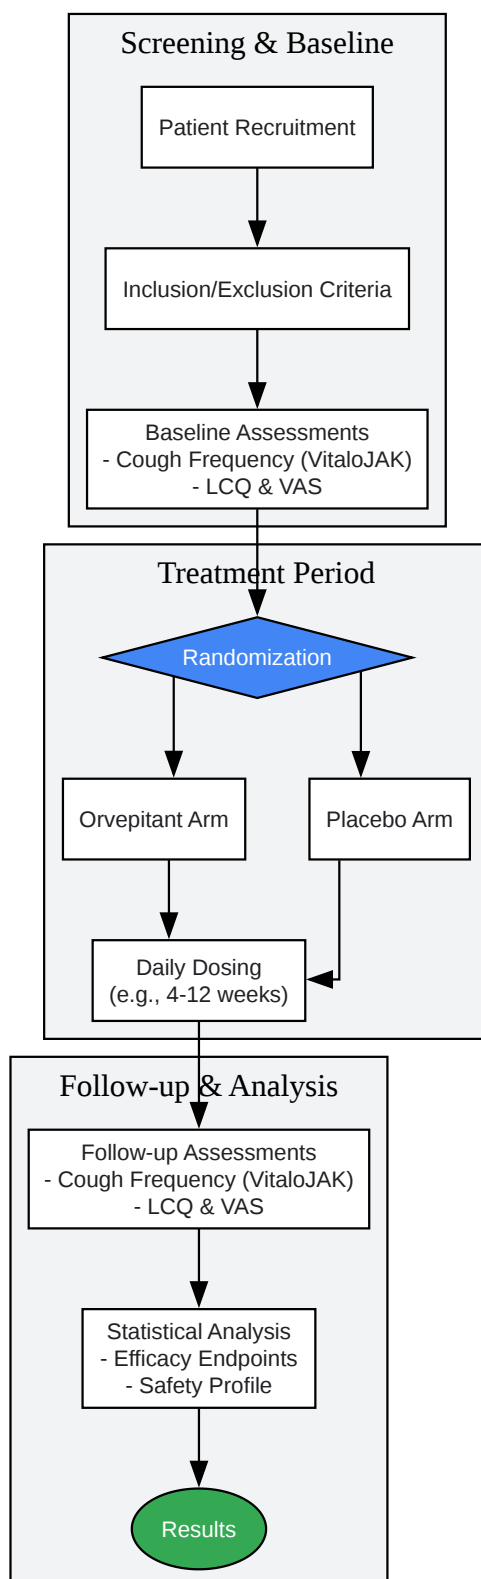 Screening & Baseline
Patient Recruitment
Inclusion/Exclusion Criteria
Baseline Assessments
- Cough Frequency (VitaloJAK)
- LCQ & VAS
Treatment Period
Randomization
Orvepitant Arm
Placebo Arm
Daily Dosing
(e.g., 4-12 weeks)
Follow-up & Analysis
Follow-up Assessments
- Cough Frequency (VitaloJAK)
- LCQ & VAS
Statistical Analysis
- Efficacy Endpoints
- Safety Profile
Results